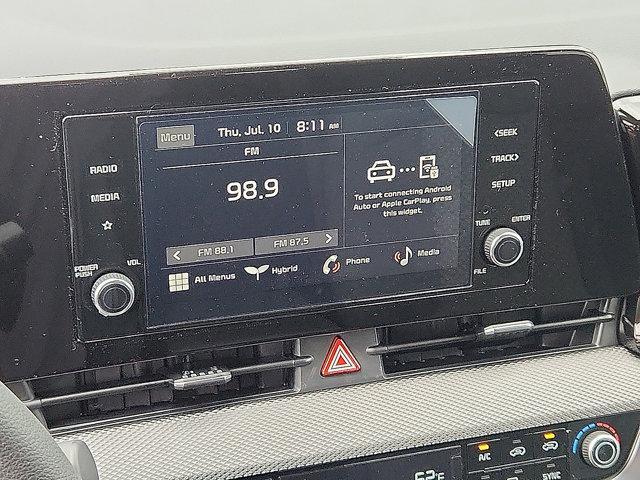 Menu Thu, Jul. 10 8:11 AM
FM
98.9
To start connecting Android
Auto or Apple CarPlay, press
this widget.
< FM 88.1 FM 87.5 >
All Menus Hybrid Phone Media
RADIO
MEDIA
POWER
PUSH
VOL
<SEEK
TRACK>
SETUP
TUNE
ENTER
FILE
62°F
A/C
SYNC